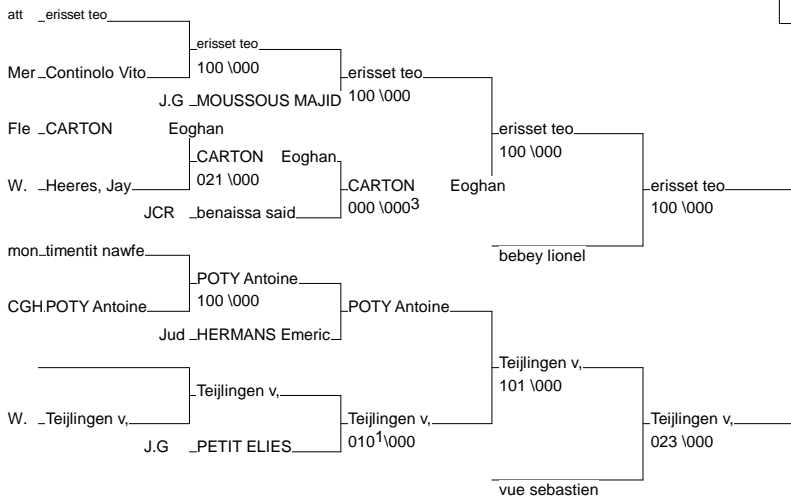 att erisset teo
erisset teo
100 \000
Mer Continolo Vito
erisset teo
100 \000
J.G MOUSSOUS MAJID
Fle CARTON Eoghan
erisset teo
100 \000
CARTON Eoghan
021 \000
W. Heeres, Jay
CARTON Eoghan
000 \000³
erisset teo
100 \000
JCR benaissa said
mon timentit nawfe
bebey lionel
POTY Antoine
100 \000
CGH POTY Antoine
POTY Antoine
Jud HERMANS Emeric
Teijlingen v,
101 \000
Teijlingen v,
W. Teijlingen v,
Teijlingen v,
010¹\000
Teijlingen v,
023 \000
J.G PETIT ELIES
vue sebastien